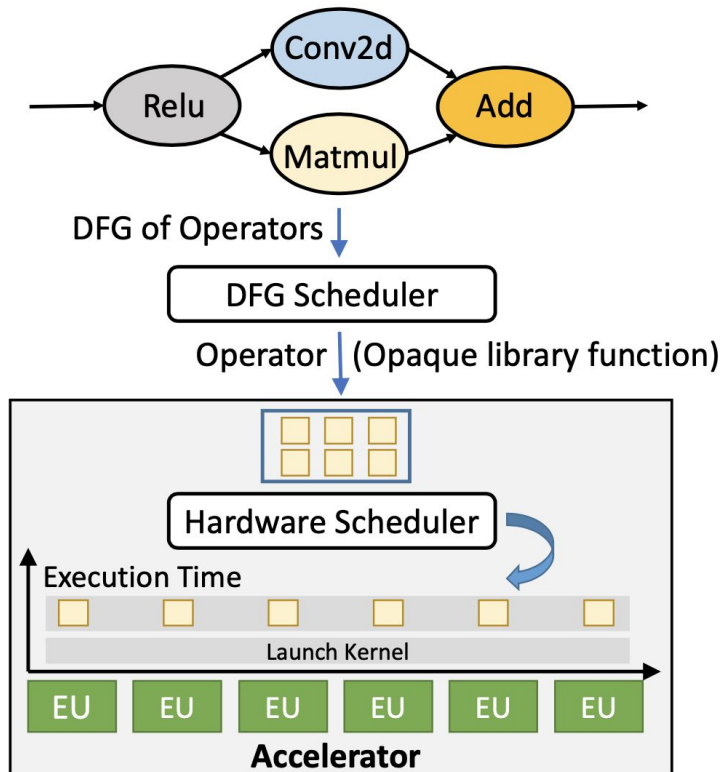 Conv2d
Relu
Add
Matmul
DFG of Operators
DFG Scheduler
Operator (Opaque library function)
Hardware Scheduler
Execution Time
Launch Kernel
EU EU EU EU EU EU
Accelerator